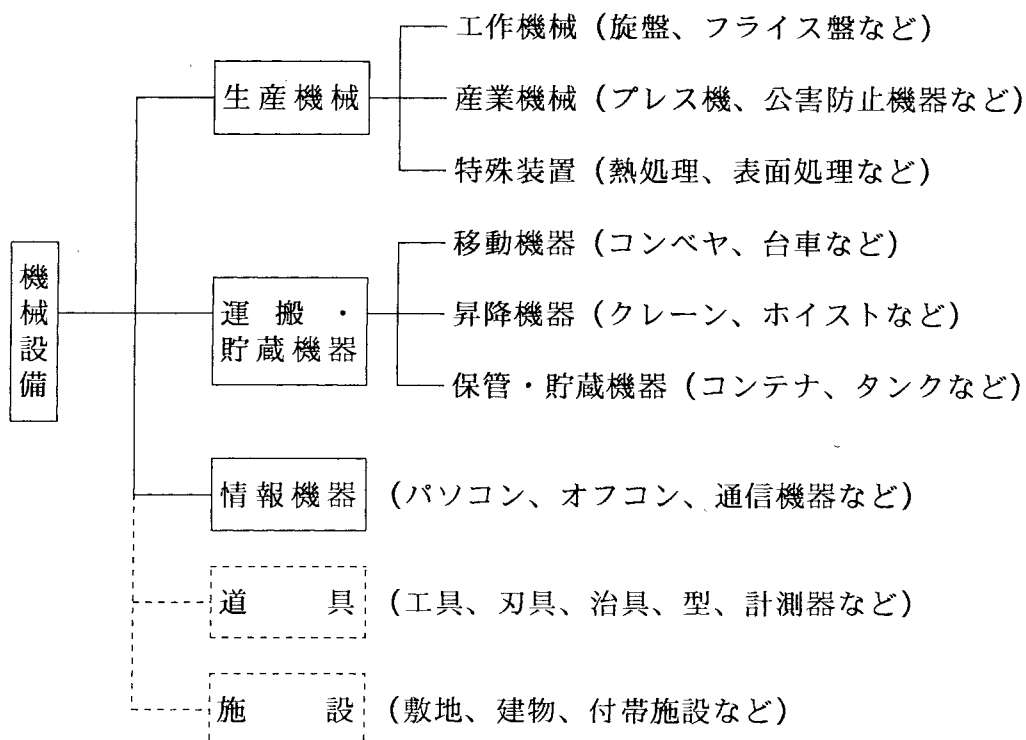 機械設備
生産機械
工作機械（旋盤、フライス盤など）
産業機械（プレス機、公害防止機器など）
特殊装置（熱処理、表面処理など）
運搬・
貯蔵機器
移動機器（コンベヤ、台車など）
昇降機器（クレーン、ホイストなど）
保管・貯蔵機器（コンテナ、タンクなど）
情報機器（パソコン、オフコン、通信機器など）
道具（工具、刃具、治具、型、計測器など）
施設（敷地、建物、付帯施設など）